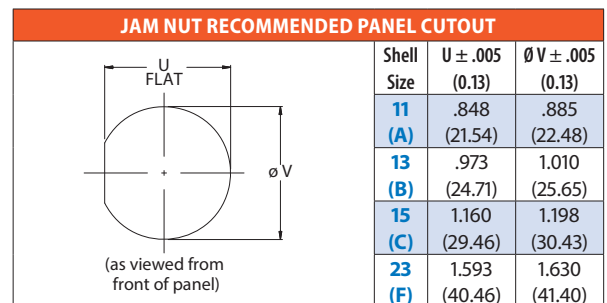 JAM NUT RECOMMENDED PANEL CUTOUT
U
FLAT
ø V
(as viewed from
front of panel)
Shell Size U ± .005 (0.13) Ø V ± .005 (0.13)
11 .848 .885
(A) (21.54) (22.48)
13 .973 1.010
(B) (24.71) (25.65)
15 1.160 1.198
(C) (29.46) (30.43)
23 1.593 1.630
(F) (40.46) (41.40)